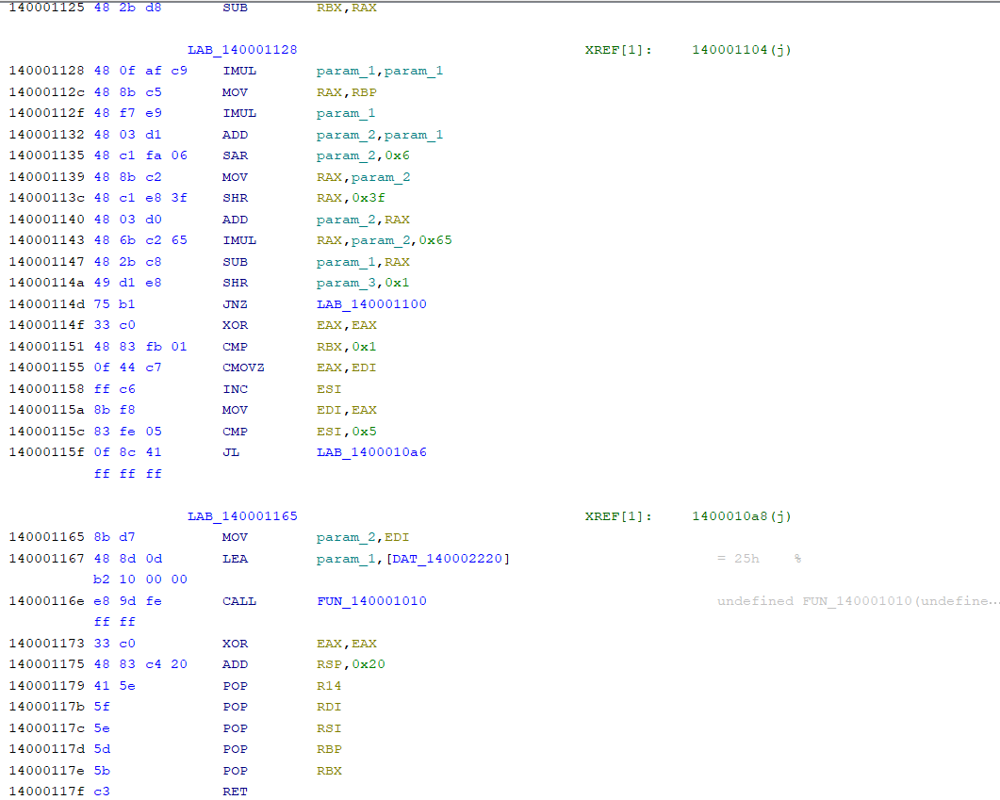 140001125 48 2b d8 SUB RBX,RAX
LAB_140001128 XREF[1]: 140001104(j)
140001128 48 0f af c9 IMUL param_1,param_1
14000112c 48 8b c5 MOV RAX,RBP
14000112f 48 f7 e9 IMUL param_1
140001132 48 03 d1 ADD param_2,param_1
140001135 48 c1 fa 06 SAR param_2,0x6
140001139 48 8b c2 MOV RAX,param_2
14000113c 48 c1 e8 3f SHR RAX,0x3f
140001140 48 03 d0 ADD param_2,RAX
140001143 48 6b c2 65 IMUL RAX,param_2,0x65
140001147 48 2b c8 SUB param_1,RAX
14000114a 49 d1 e8 SHR param_3,0x1
14000114d 75 b1 JNZ LAB_140001100
14000114f 33 c0 XOR EAX,EAX
140001151 48 83 fb 01 CMP RBX,0x1
140001155 0f 44 c7 CMOVZ EAX,EDI
140001158 ff c6 INC ESI
14000115a 8b f8 MOV EDI,EAX
14000115c 83 fe 05 CMP ESI,0x5
14000115f 0f 8c 41 JL LAB_1400010a6
ff ff ff
LAB_140001165 XREF[1]: 1400010a8(j)
140001165 8b d7 MOV param_2,EDI
140001167 48 8d 0d LEA param_1,[DAT_140002220] = 25h %
b2 10 00 00
14000116e e8 9d fe CALL FUN_140001010 undefined FUN_140001010(undefine...
ff ff
140001173 33 c0 XOR EAX,EAX
140001175 48 83 c4 20 ADD RSP,0x20
140001179 41 5e POP R14
14000117b 5f POP RDI
14000117c 5e POP RSI
14000117d 5d POP RBP
14000117e 5b POP RBX
14000117f c3 RET